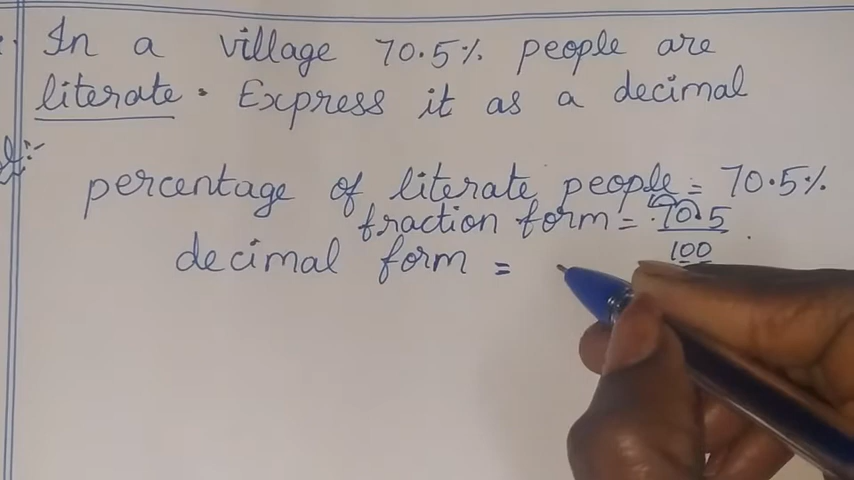 In a village 70.5% people are
literate. Express it as a decimal
percentage of literate people = 70.5%
fraction form = .70.5
100
decimal form =